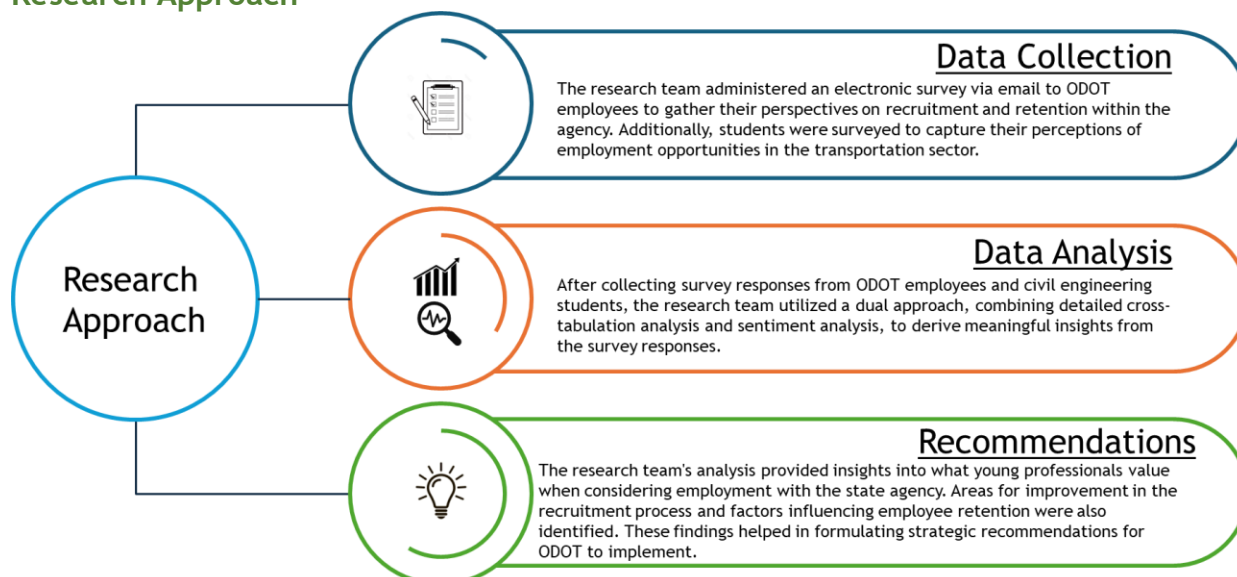 Research Approach
Data Collection
The research team administered an electronic survey via email to ODOT
employees to gather their perspectives on recruitment and retention within the
agency. Additionally, students were surveyed to capture their perceptions of
employment opportunities in the transportation sector.
Research
Approach
Data Analysis
After collecting survey responses from ODOT employees and civil engineering
students, the research team utilized a dual approach, combining detailed cross-
tabulation analysis and sentiment analysis, to derive meaningful insights from
the survey responses.
Recommendations
The research team's analysis provided insights into what young professionals value
when considering employment with the state agency. Areas for improvement in the
recruitment process and factors influencing employee retention were also
identified. These findings helped in formulating strategic recommendations for
ODOT to implement.